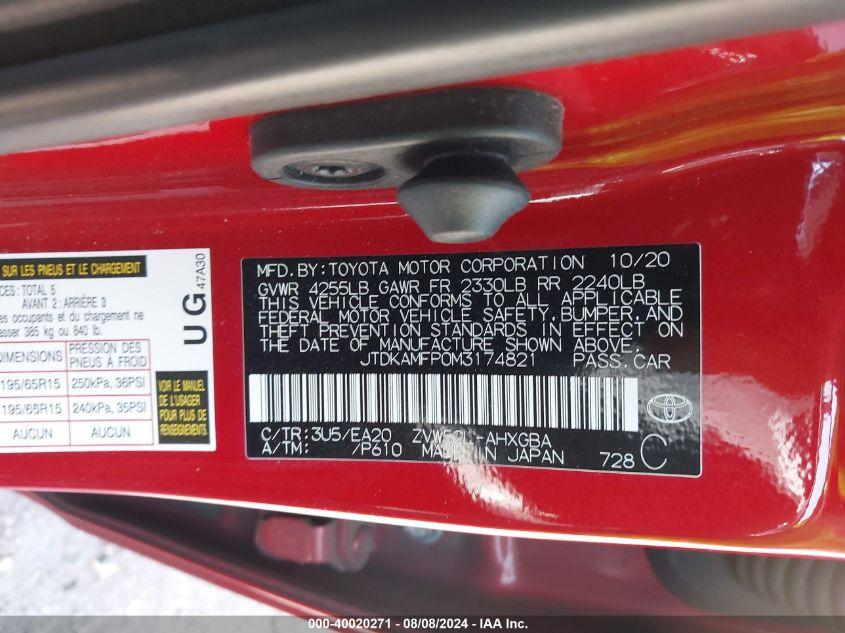 SUR LES PNEUS ET LE CHARGEMENT
CES: TOTAL 5
AVANT 2: ARRIÈRE 3
es occupants et du chargement ne
asser 385 kg ou 840 lb.
DIMENSIONS PRESSION DES PNEUS A FROID
195/65R15 250kPa, 36PSI
195/65R15 240kPa, 35PSI
AUCUN AUCUN
VOIR LE MANUEL
DE L'USAGER
POUR PLUS DE
RENSEIGNEMENTS
UG 47A30
MFD. BY: TOYOTA MOTOR CORPORATION 10/20
GVWR 4255LB GAWR FR 2330LB RR 2240LB
THIS VEHICLE CONFORMS TO ALL APPLICABLE
FEDERAL MOTOR VEHICLE SAFETY, BUMPER, AND
THEFT PREVENTION STANDARDS IN EFFECT ON
THE DATE OF MANUFACTURE SHOWN ABOVE.
JTDKAMFP0M3174821 PASS. CAR
C/TR: 3U5/EA20 -AHXGBA
A/TM: /P610 MADE IN JAPAN 728 C
000-40020271 - 08/08/2024 - IAAI Inc.